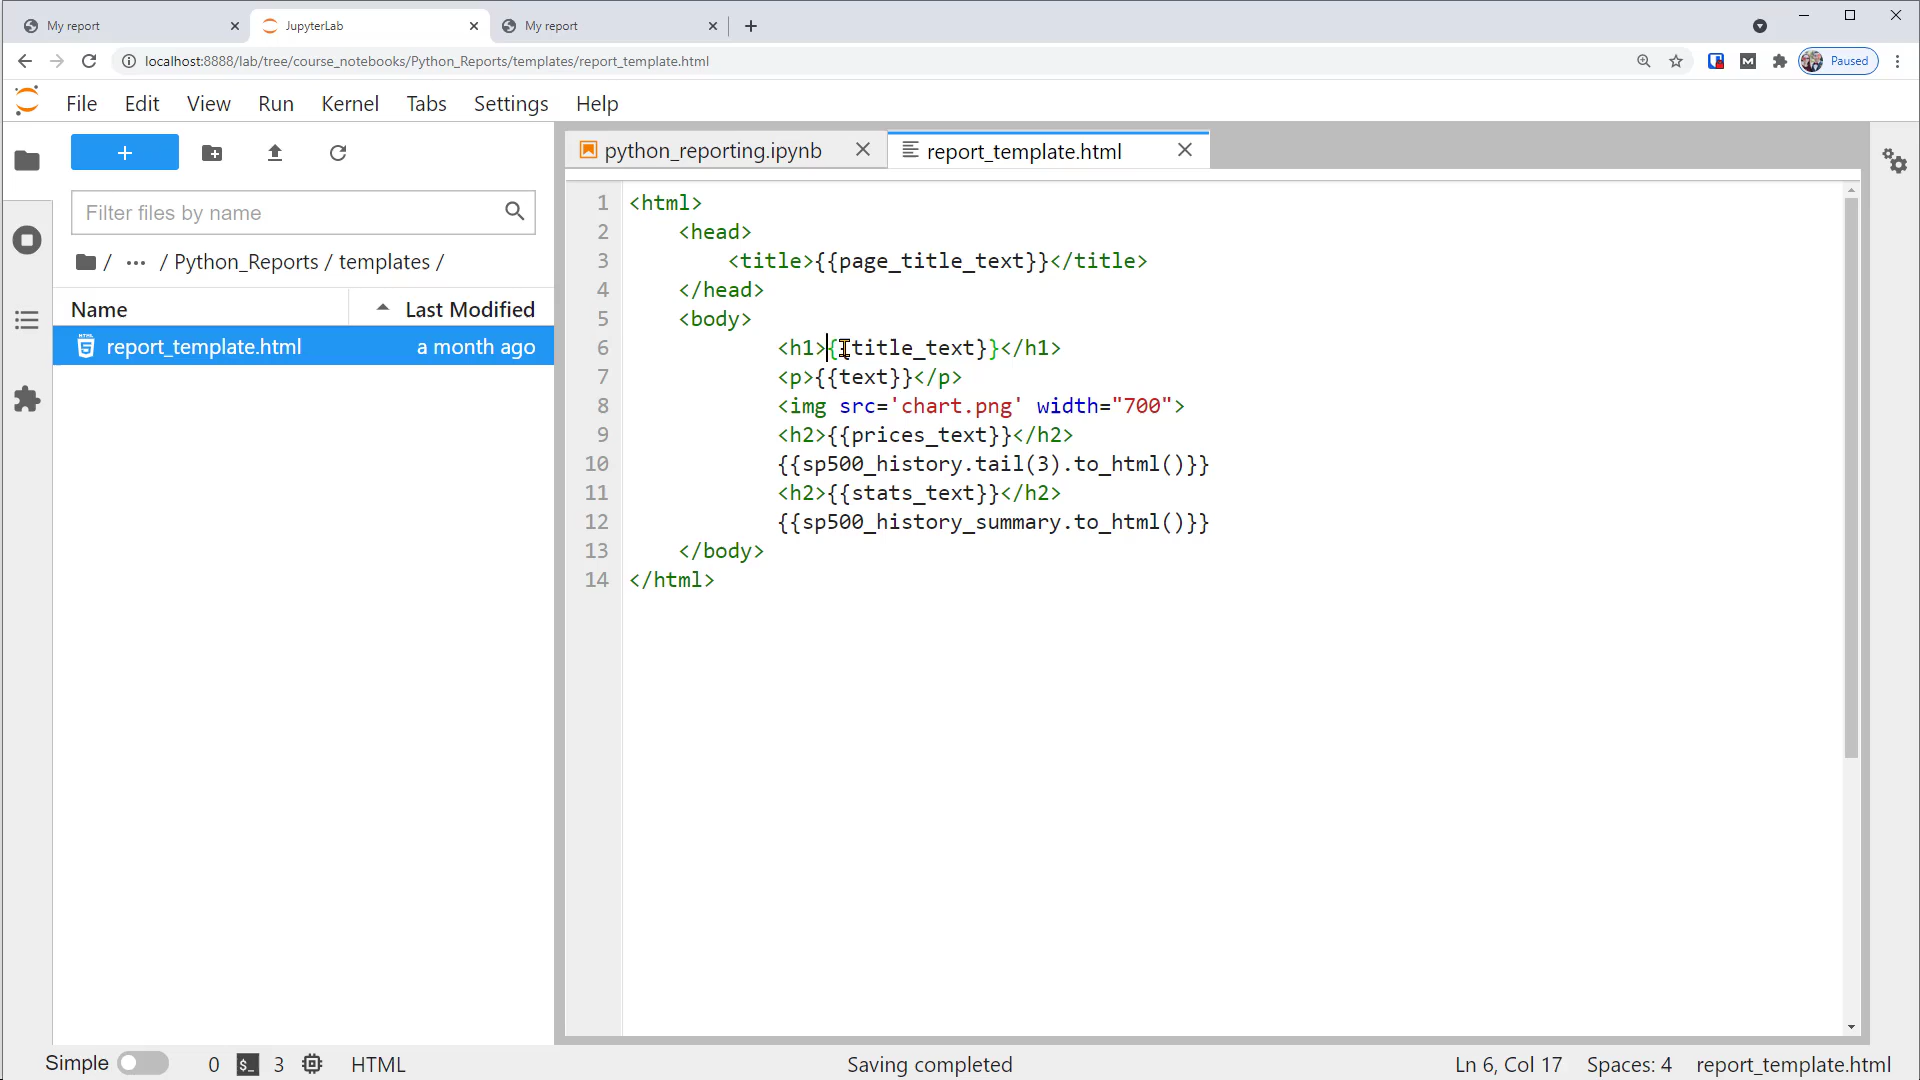 My report
JupyterLab
My report
localhost:8888/lab/tree/course_notebooks/Python_Reports/templates/report_template.html
M
Paused
File Edit View Run Kernel Tabs Settings Help
+
Filter files by name
/ ··· / Python_Reports / templates /
Name Last Modified
report_template.html a month ago
python_reporting.ipynb
report_template.html
1 <html>
2 <head>
3 <title>{{page_title_text}}</title>
4 </head>
5 <body>
6 <h1>{{title_text}}</h1>
7 <p>{{text}}</p>
8 <img src='chart.png' width="700">
9 <h2>{{prices_text}}</h2>
10 {{sp500_history.tail(3).to_html()}}
11 <h2>{{stats_text}}</h2>
12 {{sp500_history_summary.to_html()}}
13 </body>
14 </html>
Simple 0 $_ 3 HTML Saving completed Ln 6, Col 17 Spaces: 4 report_template.html